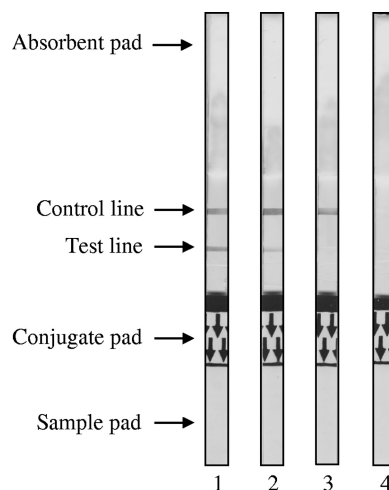 Absorbent pad
Control line
Test line
Conjugate pad
Sample pad
1 2 3 4